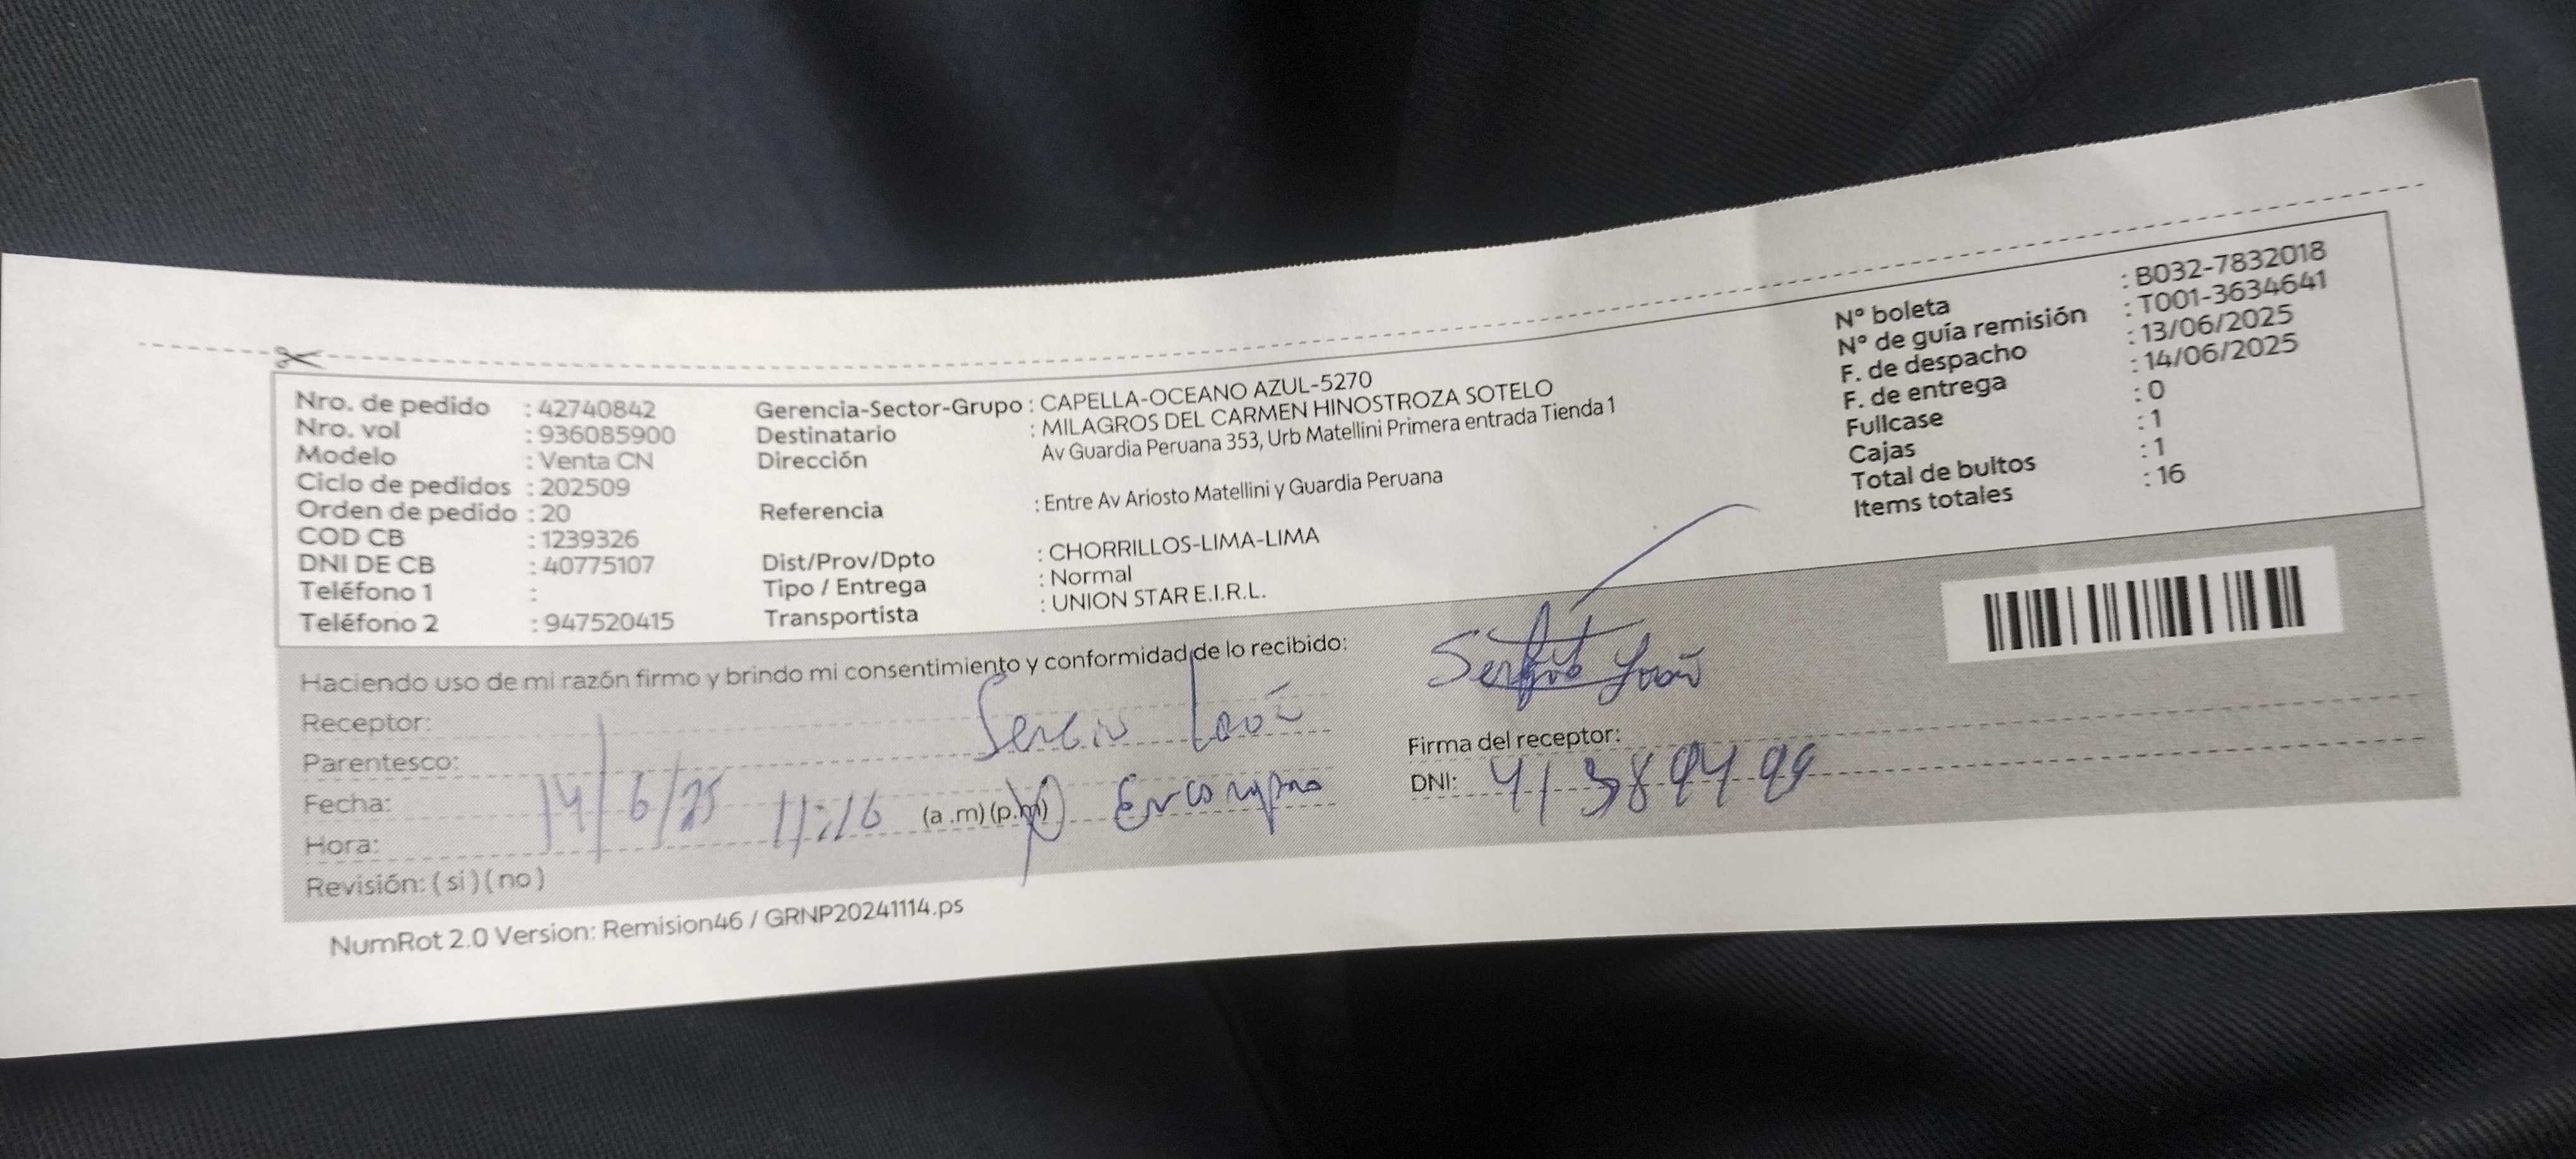 Nro. de pedido : 42740842
Nro. vol : 936085900
Modelo : Venta CN
Ciclo de pedidos : 202509
Orden de pedido : 20
COD CB : 1239326
DNI DE CB : 40775107
Teléfono 1 :
Teléfono 2 : 947520415
Gerencia-Sector-Grupo : CAPELLA-OCEANO AZUL-5270
Destinatario : MILAGROS DEL CARMEN HINOSTROZA SOTELO
Dirección Av Guardia Peruana 353, Urb Matellini Primera entrada Tienda 1
Referencia : Entre Av Ariosto Matellini y Guardia Peruana
Dist/Prov/Dpto : CHORRILLOS-LIMA-LIMA
Tipo / Entrega : Normal
Transportista : UNION STAR E.I.R.L.
N° boleta : B032-7832018
N° de guía remisión : T001-3634641
F. de despacho : 13/06/2025
F. de entrega : 14/06/2025
Fullcase : 0
Cajas : 1
Total de bultos : 1
Items totales : 16
Haciendo uso de mi razón firmo y brindo mi consentimiento y conformidad de lo recibido:
Receptor:
Parentesco:
Fecha: 14/6/25
Hora: 11:16 (a.m) (p.m)
Revisión: ( si ) ( no )
Firma del receptor:
DNI:
NumRot 2.0 Version: Remision46 / GRNP20241114.ps